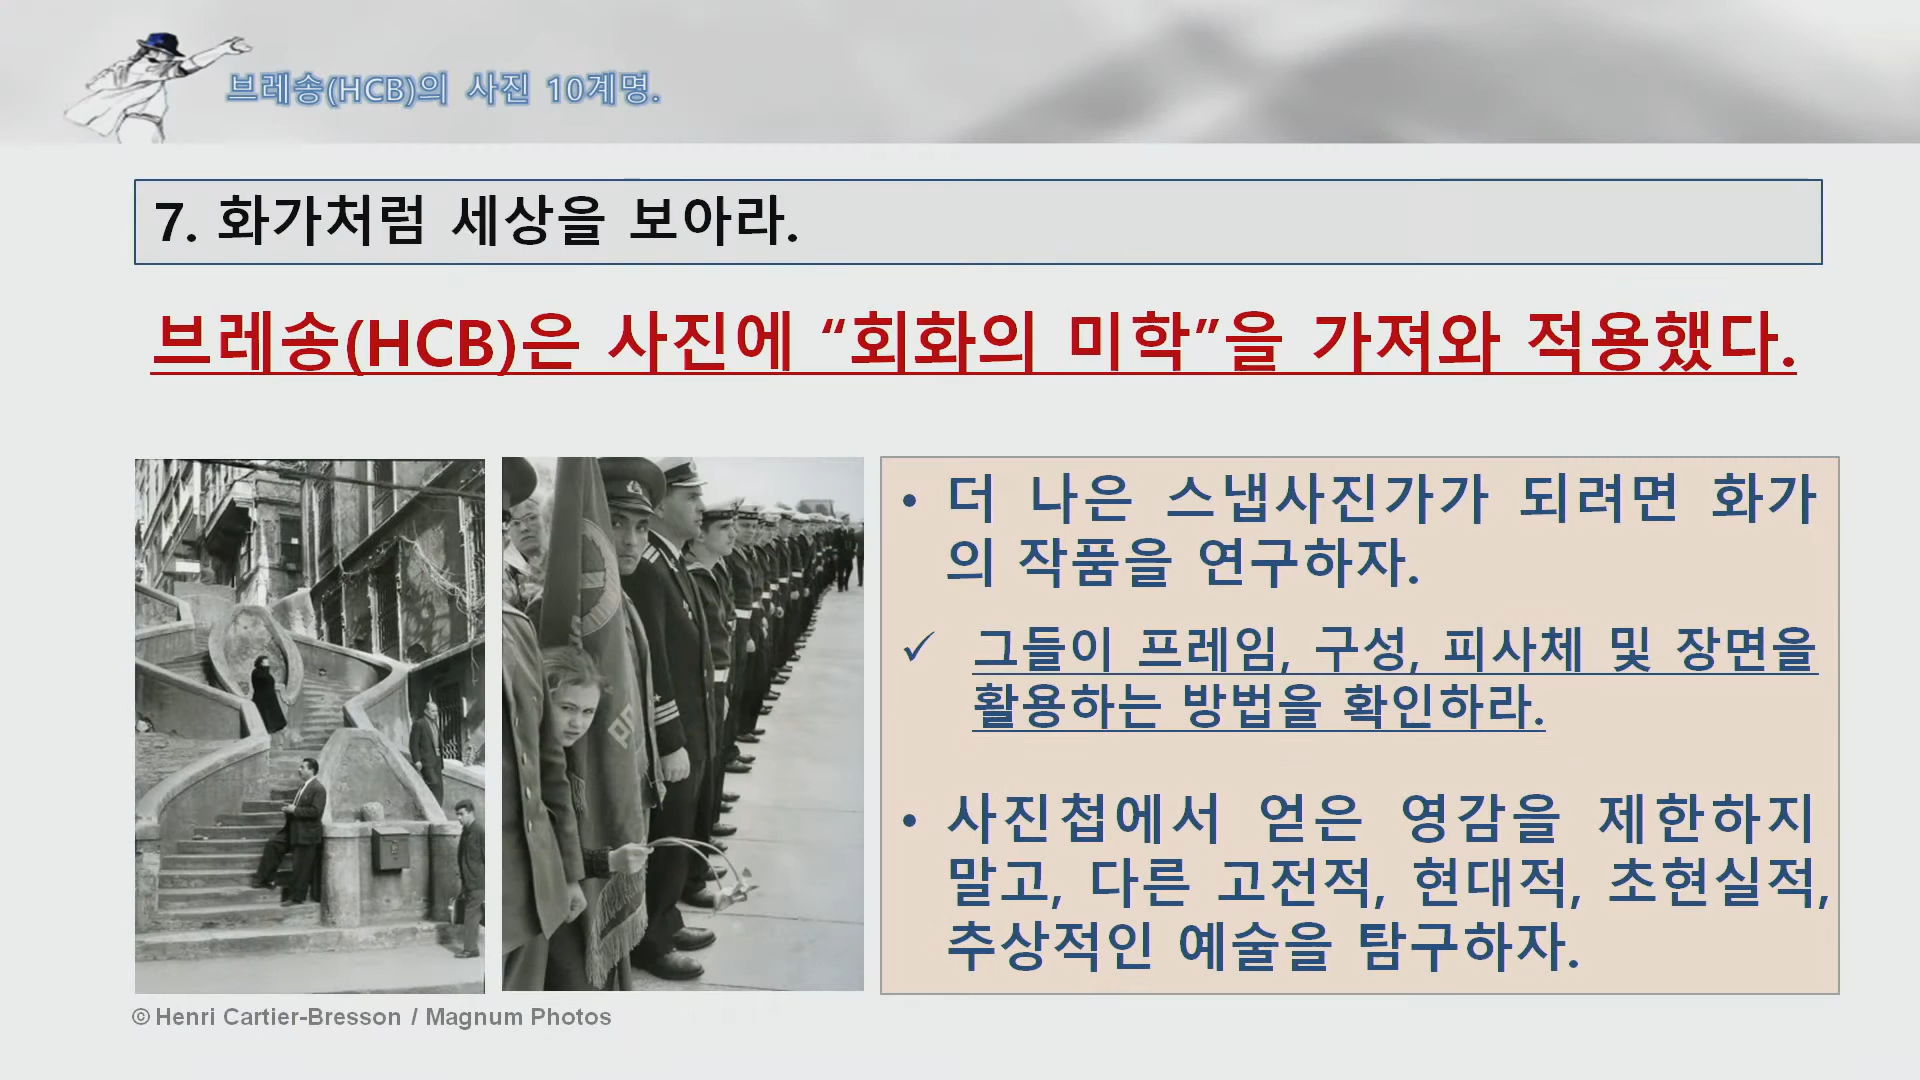 브레송(HCB)의 사진 10계명.
7. 화가처럼 세상을 보아라.
브레송(HCB)은 사진에 “회화의 미학”을 가져와 적용했다.
• 더 나은 스냅사진가가 되려면 화가
의 작품을 연구하자.
✓ 그들이 프레임, 구성, 피사체 및 장면을
활용하는 방법을 확인하라.
• 사진첩에서 얻은 영감을 제한하지
말고, 다른 고전적, 현대적, 초현실적,
추상적인 예술을 탐구하자.
© Henri Cartier-Bresson / Magnum Photos